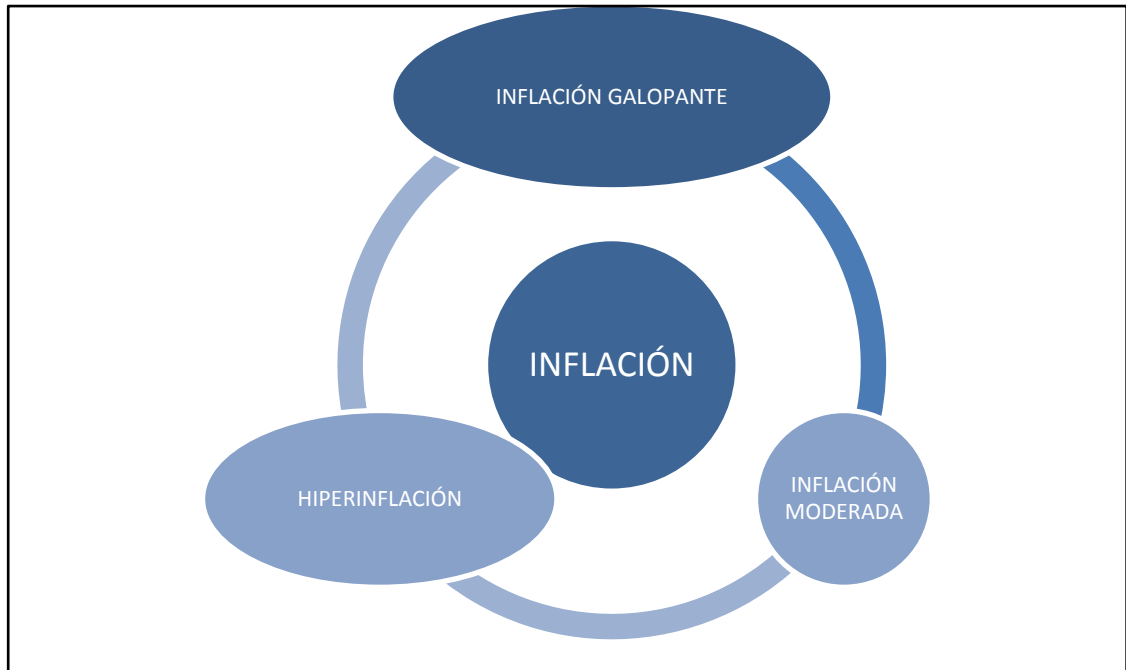 INFLACIÓN GALOPANTE
INFLACIÓN
HIPERINFLACIÓN
INFLACIÓN
MODERADA